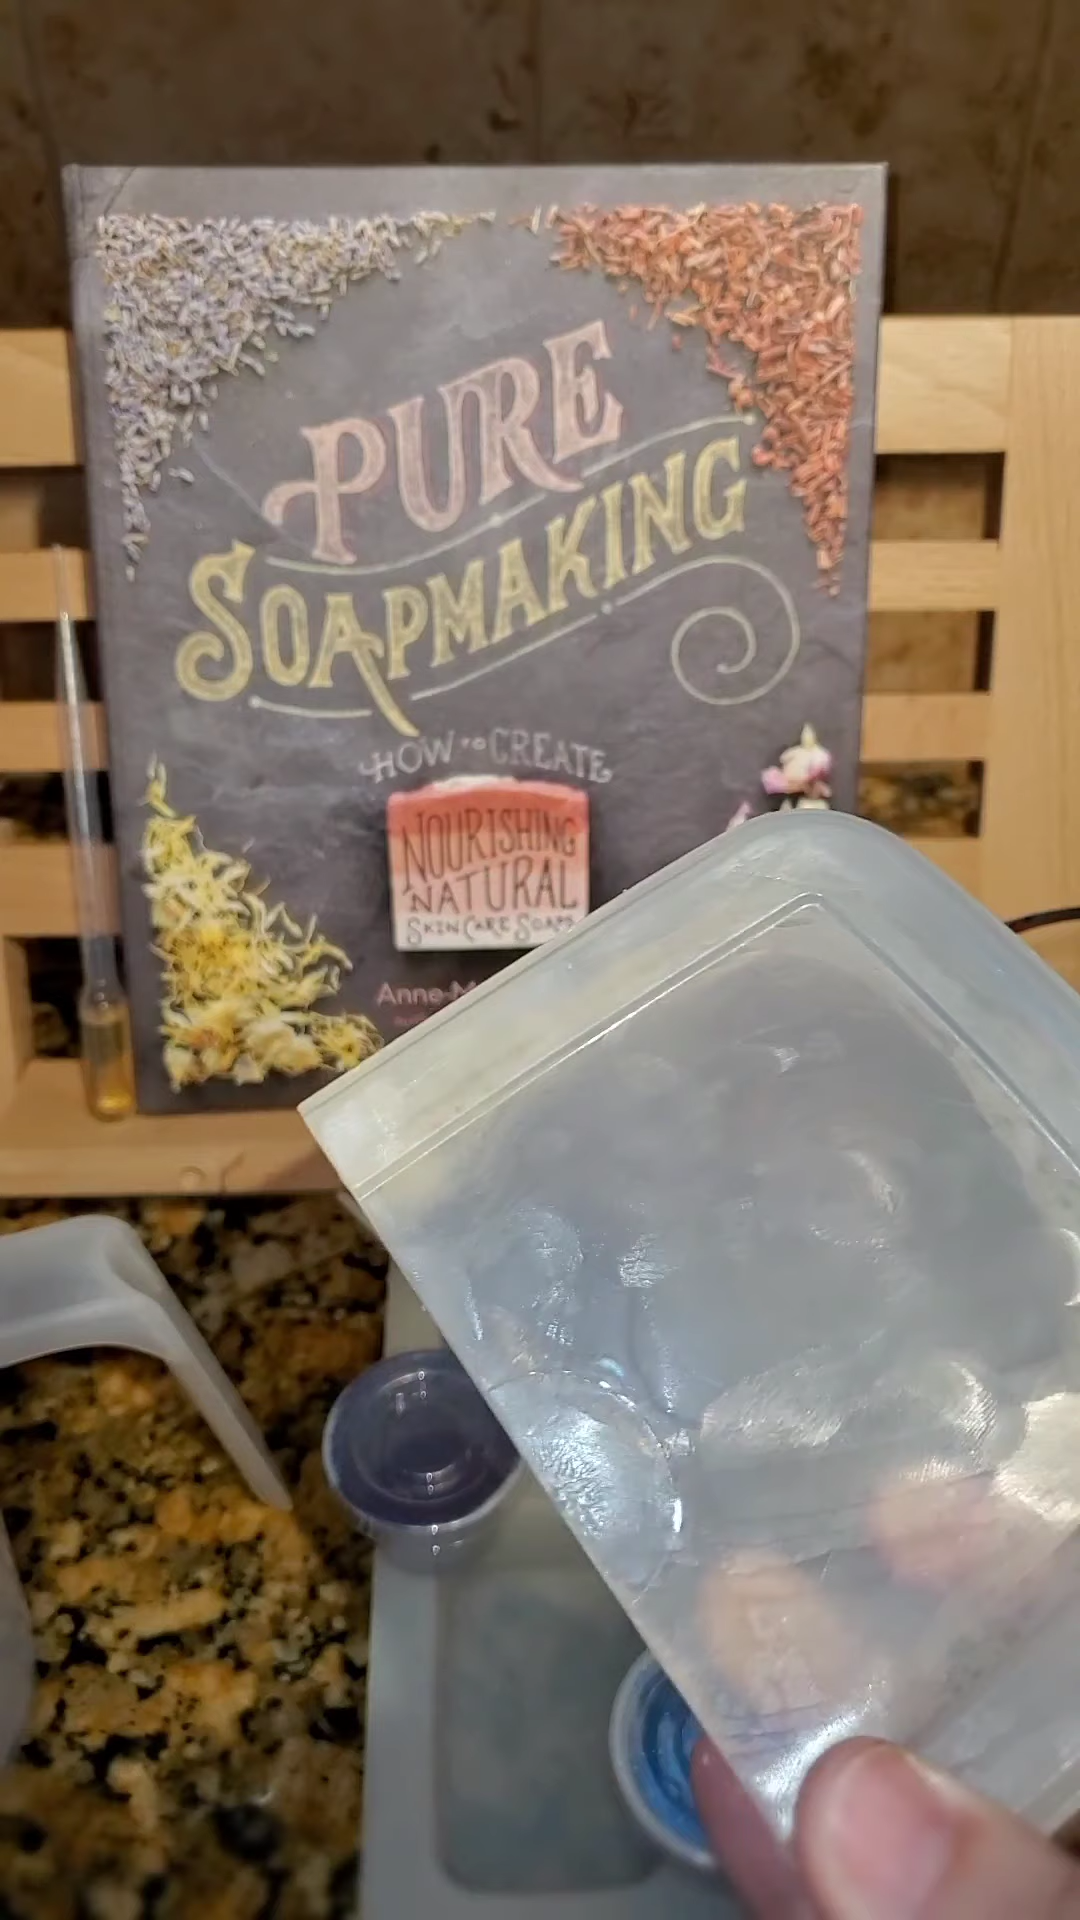 PURE
SOAPMAKING
HOW TO CREATE
NOURISHING
NATURAL
SKIN CARE SOAPS
Anne-M